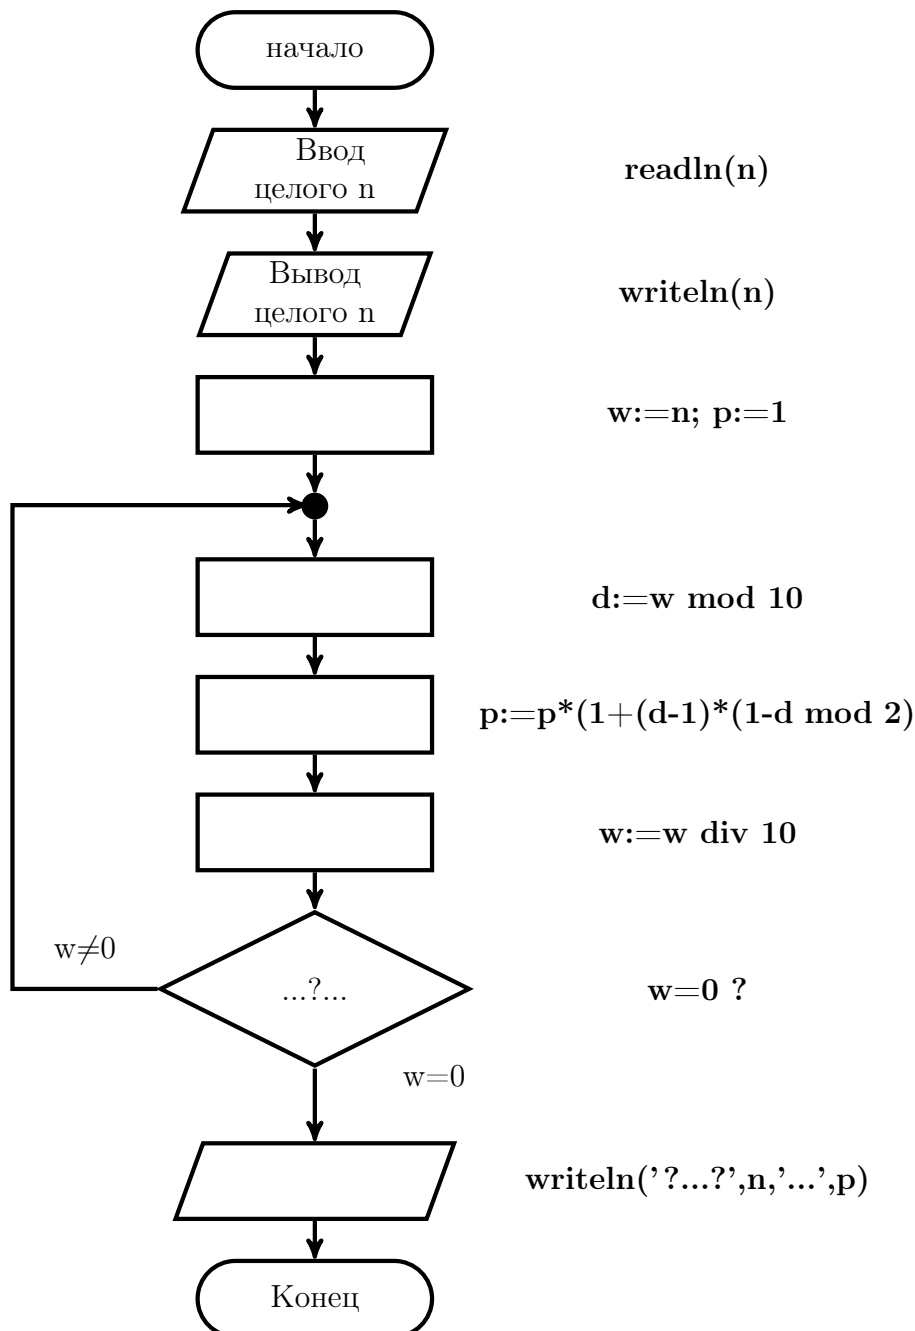 начало
Ввод
целого n
readln(n)
Вывод
целого n
writeln(n)
w:=n; p:=1
d:=w mod 10
p:=p*(1+(d-1)*(1-d mod 2)
w:=w div 10
w≠0
...?...
w=0 ?
w=0
writeln('?...?',n,'...',p)
Конец